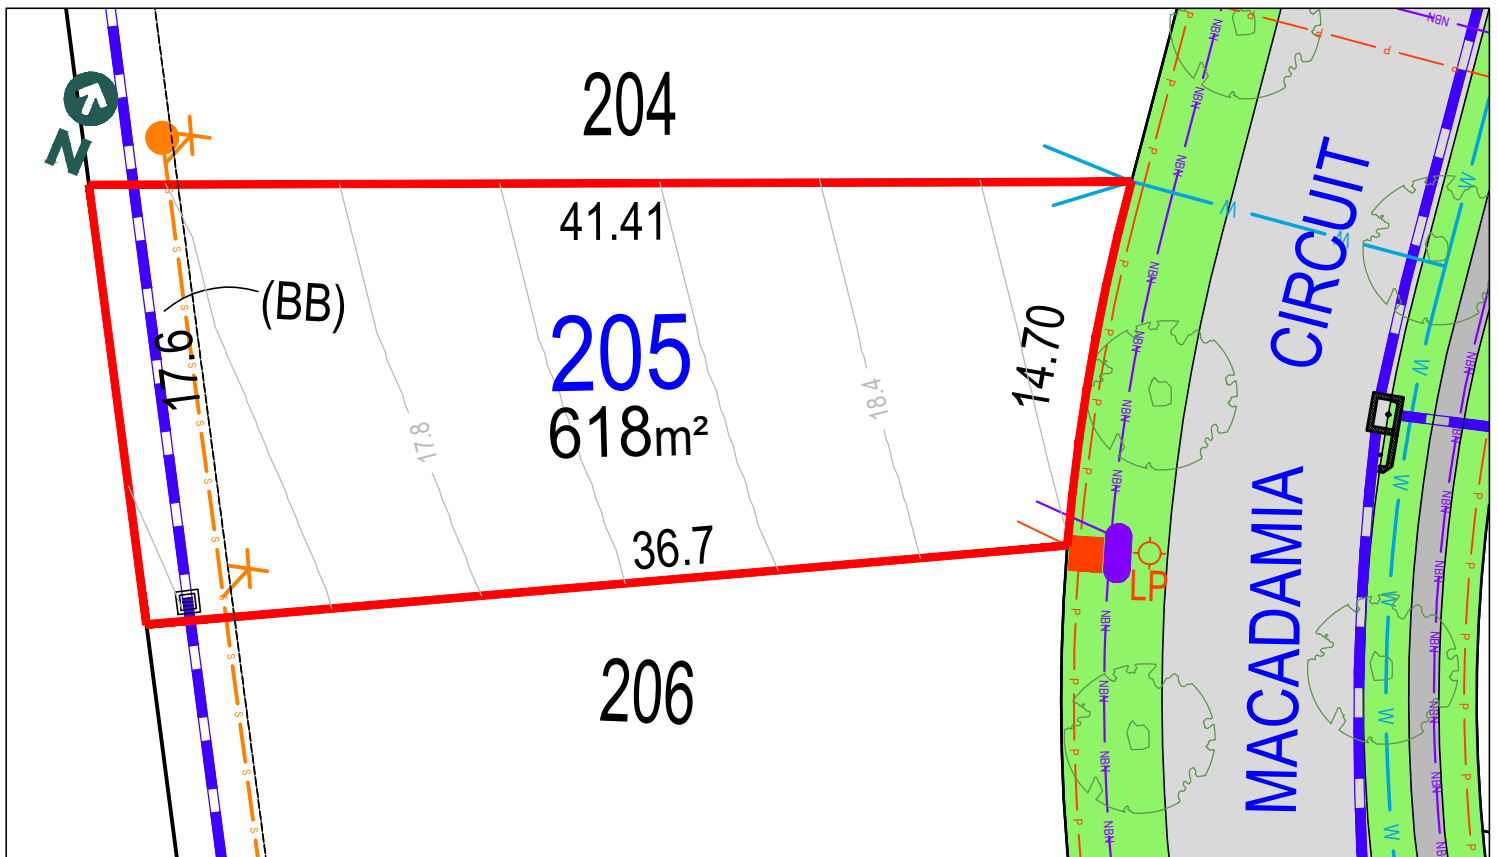 204
N
41.41
(BB)
17.6
205
618m²
14.70
17.8
18.4
36.7
206
LP
MACADAMIA CIRCUIT
NBN
P
S
W